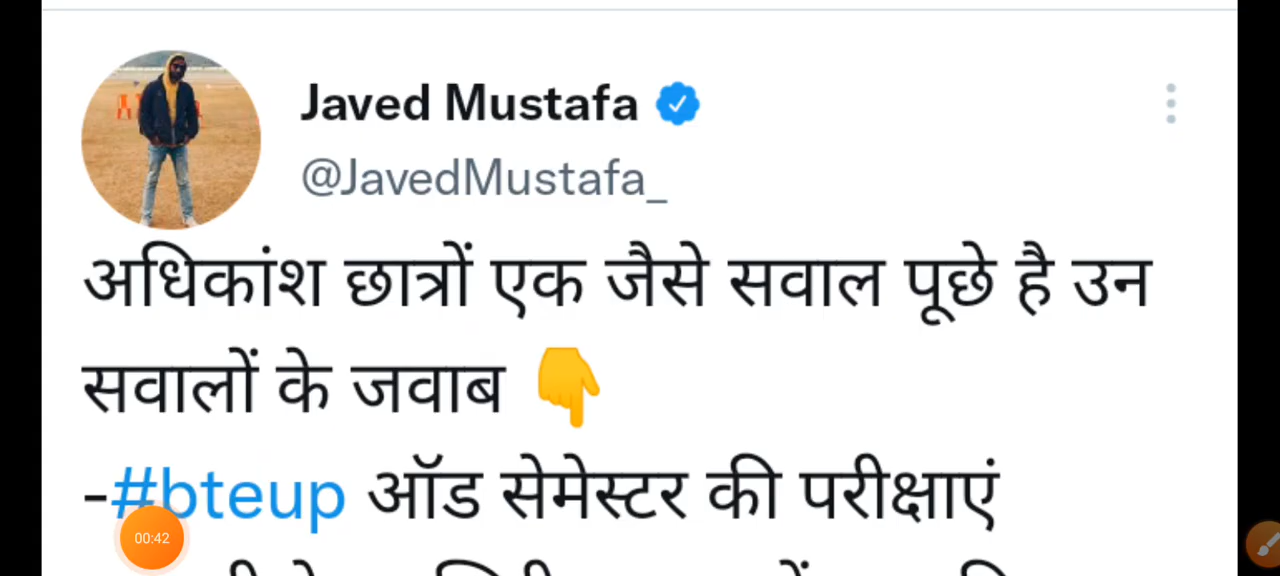 Javed Mustafa
@JavedMustafa_
अधिकांश छात्रों एक जैसे सवाल पूछे है उन
सवालों के जवाब 👇
-#bteup ऑड सेमेस्टर की परीक्षाएं
00:42